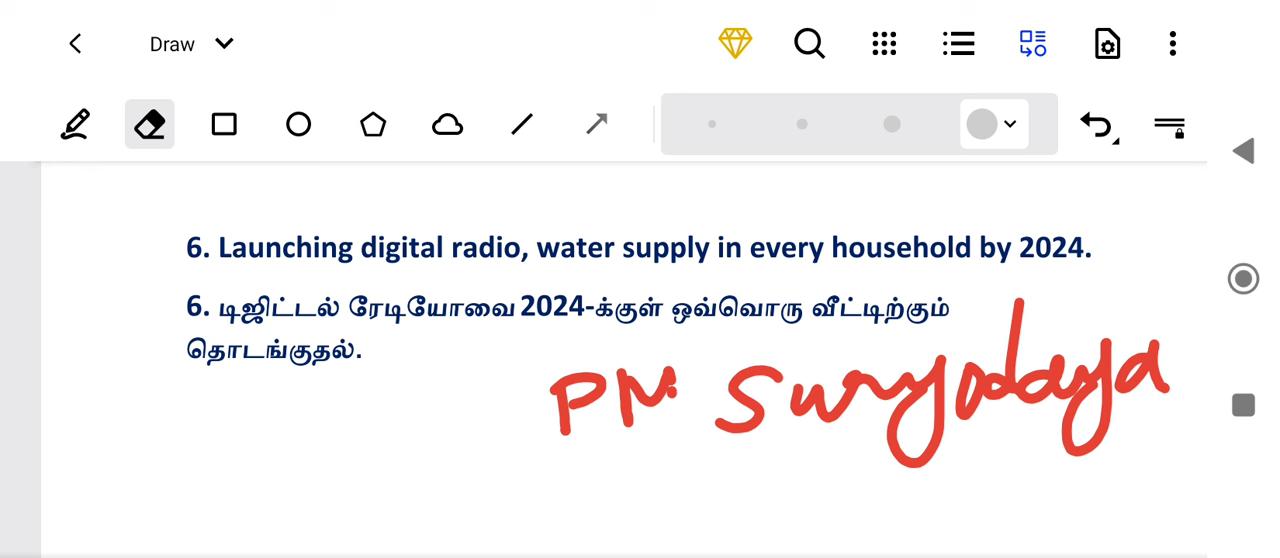 Draw
6. Launching digital radio, water supply in every household by 2024.
6. டிஜிட்டல் ரேடியோவை 2024-க்குள் ஒவ்வொரு வீட்டிற்கும்
தொடங்குதல்.
PM Suryodaya